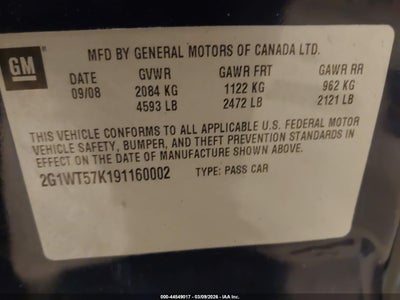 GM
MFD BY GENERAL MOTORS OF CANADA LTD.
DATE GVWR GAWR FRT GAWR RR
09/08 2084 KG 1122 KG 962 KG
4593 LB 2472 LB 2121 LB
THIS VEHICLE CONFORMS TO ALL APPLICABLE U.S. FEDERAL MOTOR
VEHICLE SAFETY, BUMPER, AND THEFT PREVENTION STANDARDS IN
EFFECT ON THE DATE OF MANUFACTURE SHOWN ABOVE.
2G1WT57K191160002 TYPE: PASS CAR
000 - 44549017 - 03/09/2026 - IAA Inc.